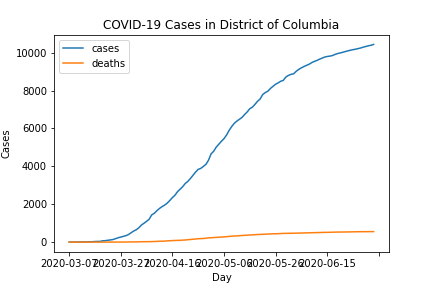 COVID-19 Cases in District of Columbia
cases
deaths
10000
8000
6000
4000
2000
0
Cases
2020-03-07
2020-03-27
2020-04-16
2020-05-06
2020-05-26
2020-06-15
Day